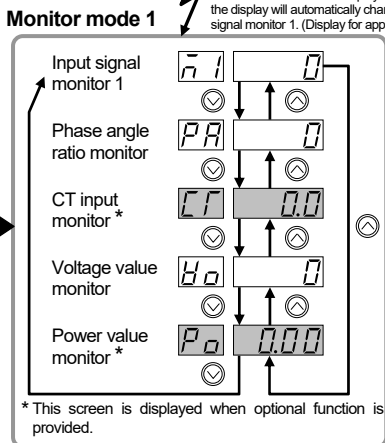 the display will automatically cha
signal monitor 1. (Display for app
Monitor mode 1
Input signal
monitor 1
0
Phase angle
ratio monitor
PA 0
CT input
monitor *
CT 0.0
Voltage value
monitor
0
Power value
monitor *
Po 0.00
* This screen is displayed when optional function is
provided.